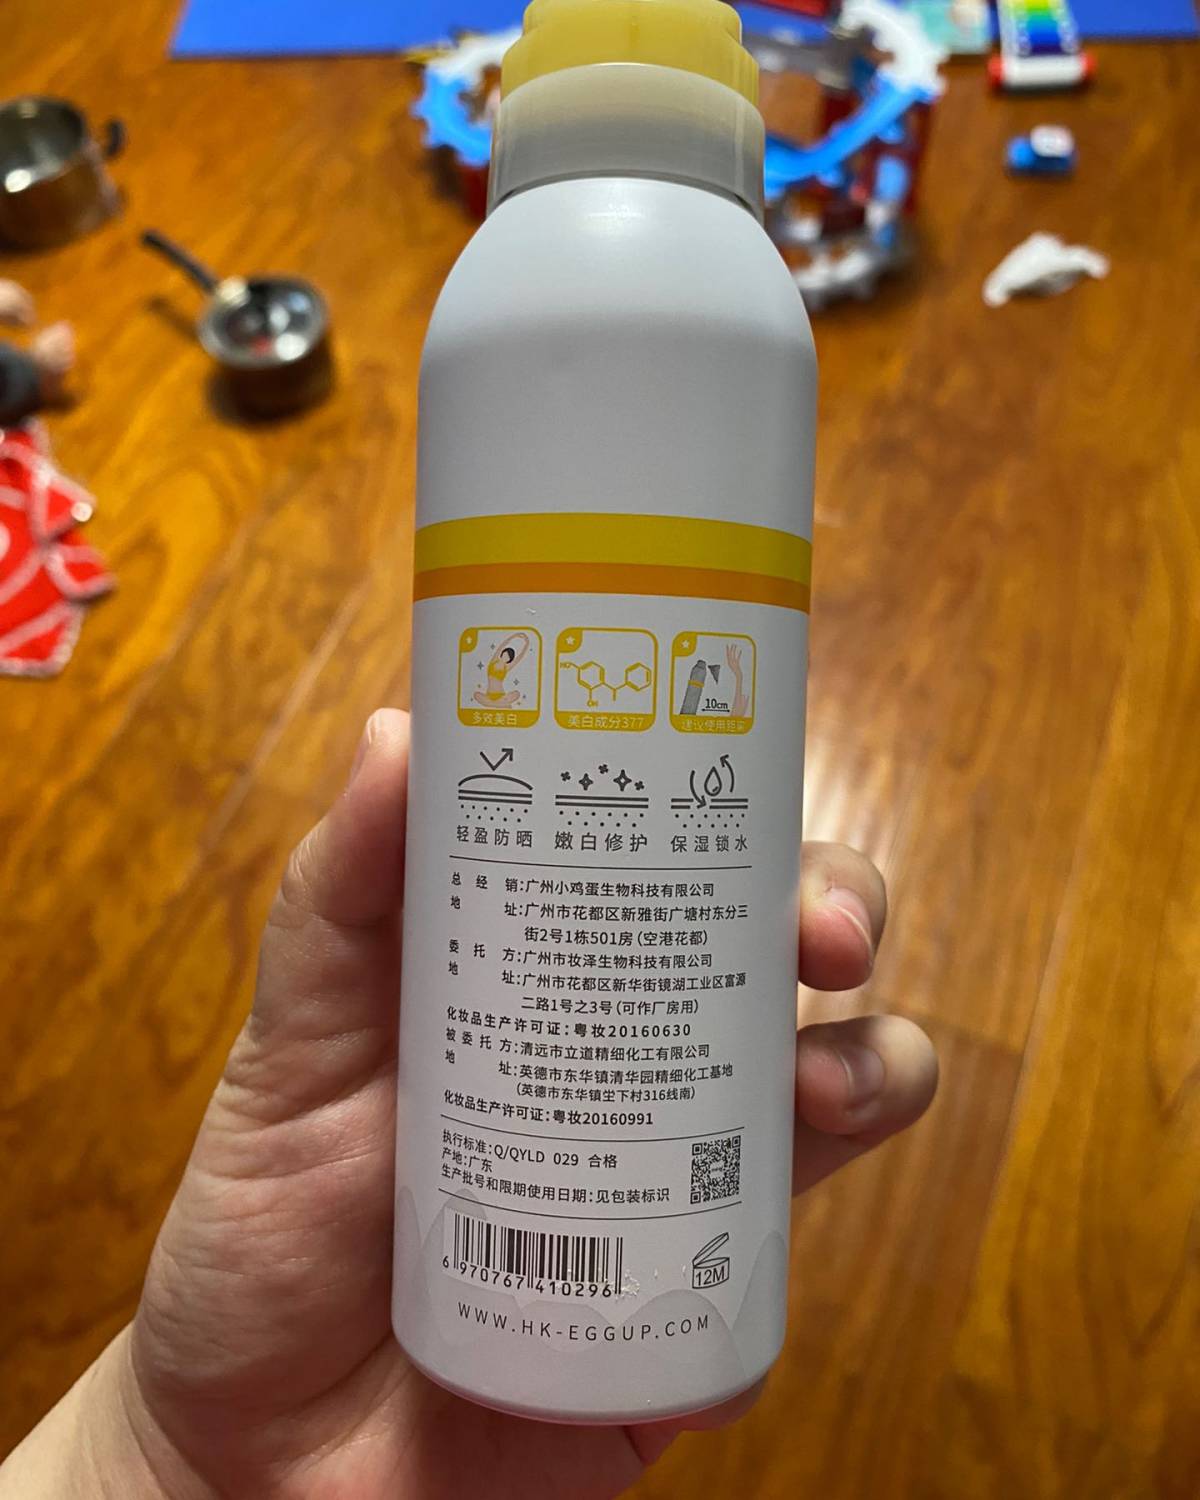 多效美白
HO
OH
美白成分377
10cm
建议使用距离
轻盈防晒
嫩白修护
保湿锁水
总经销:广州小鸡蛋生物科技有限公司
地址:广州市花都区新雅街广塘村东分三
街2号1栋501房(空港花都)
委托方:广州市妆泽生物科技有限公司
地址:广州市花都区新华街镜湖工业区富源
二路1号之3号(可作厂房用)
化妆品生产许可证:粤妆20160630
被委托方:清远市立道精细化工有限公司
地址:英德市东华镇清华园精细化工基地
(英德市东华镇坣下村316线南)
化妆品生产许可证:粤妆20160991
执行标准:Q/QYLD 029 合格
产地:广东
生产批号和限期使用日期:见包装标识
6 970767 410296
12M
WWW.HK-EGGUP.COM